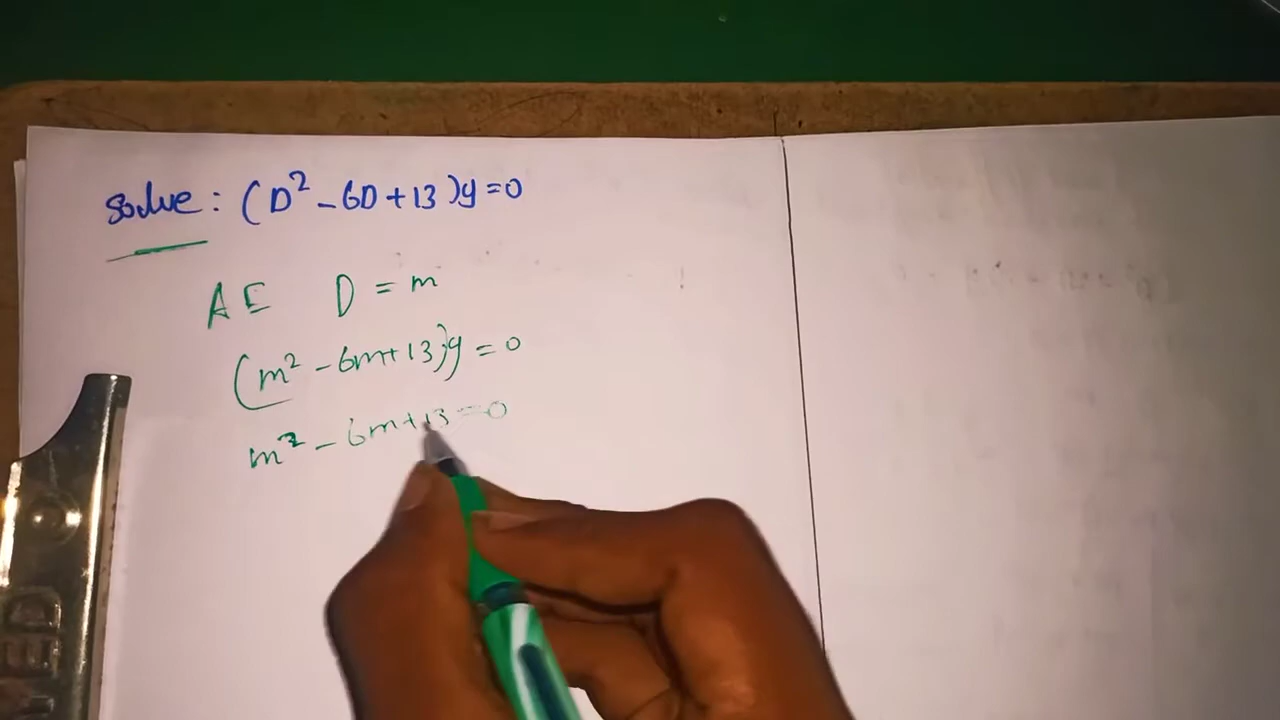 Solve : (D² - 6D + 13)y = 0
AE D = m
(m² - 6m + 13)y = 0
m² - 6m + 13 = 0